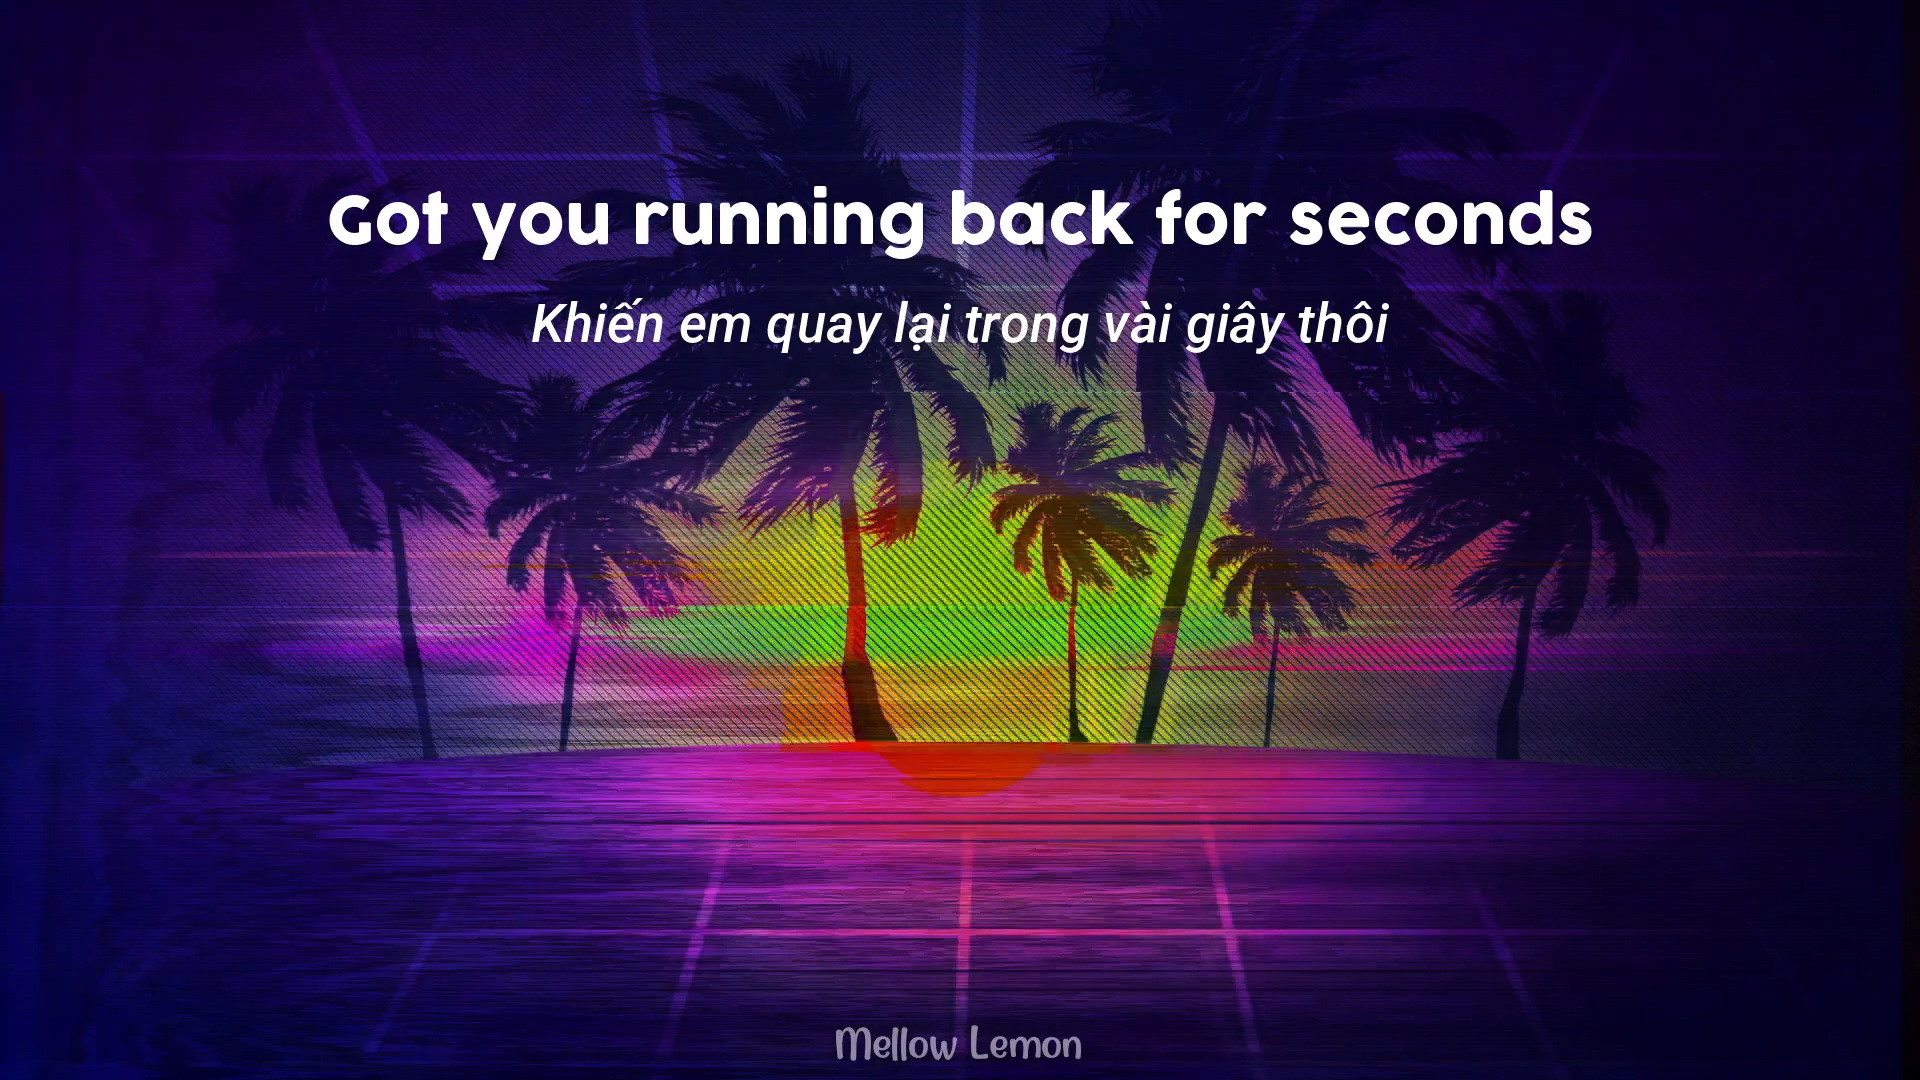 Got you running back for seconds
Khiến em quay lại trong vài giây thôi
Mellow Lemon